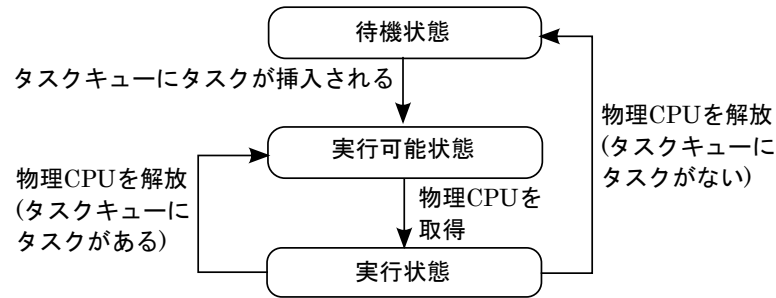 待機状態
タスクキューにタスクが挿入される
物理CPUを解放
(タスクキューに
タスクがない)
実行可能状態
物理CPUを解放
(タスクキューに
タスクがある)
物理CPUを
取得
実行状態